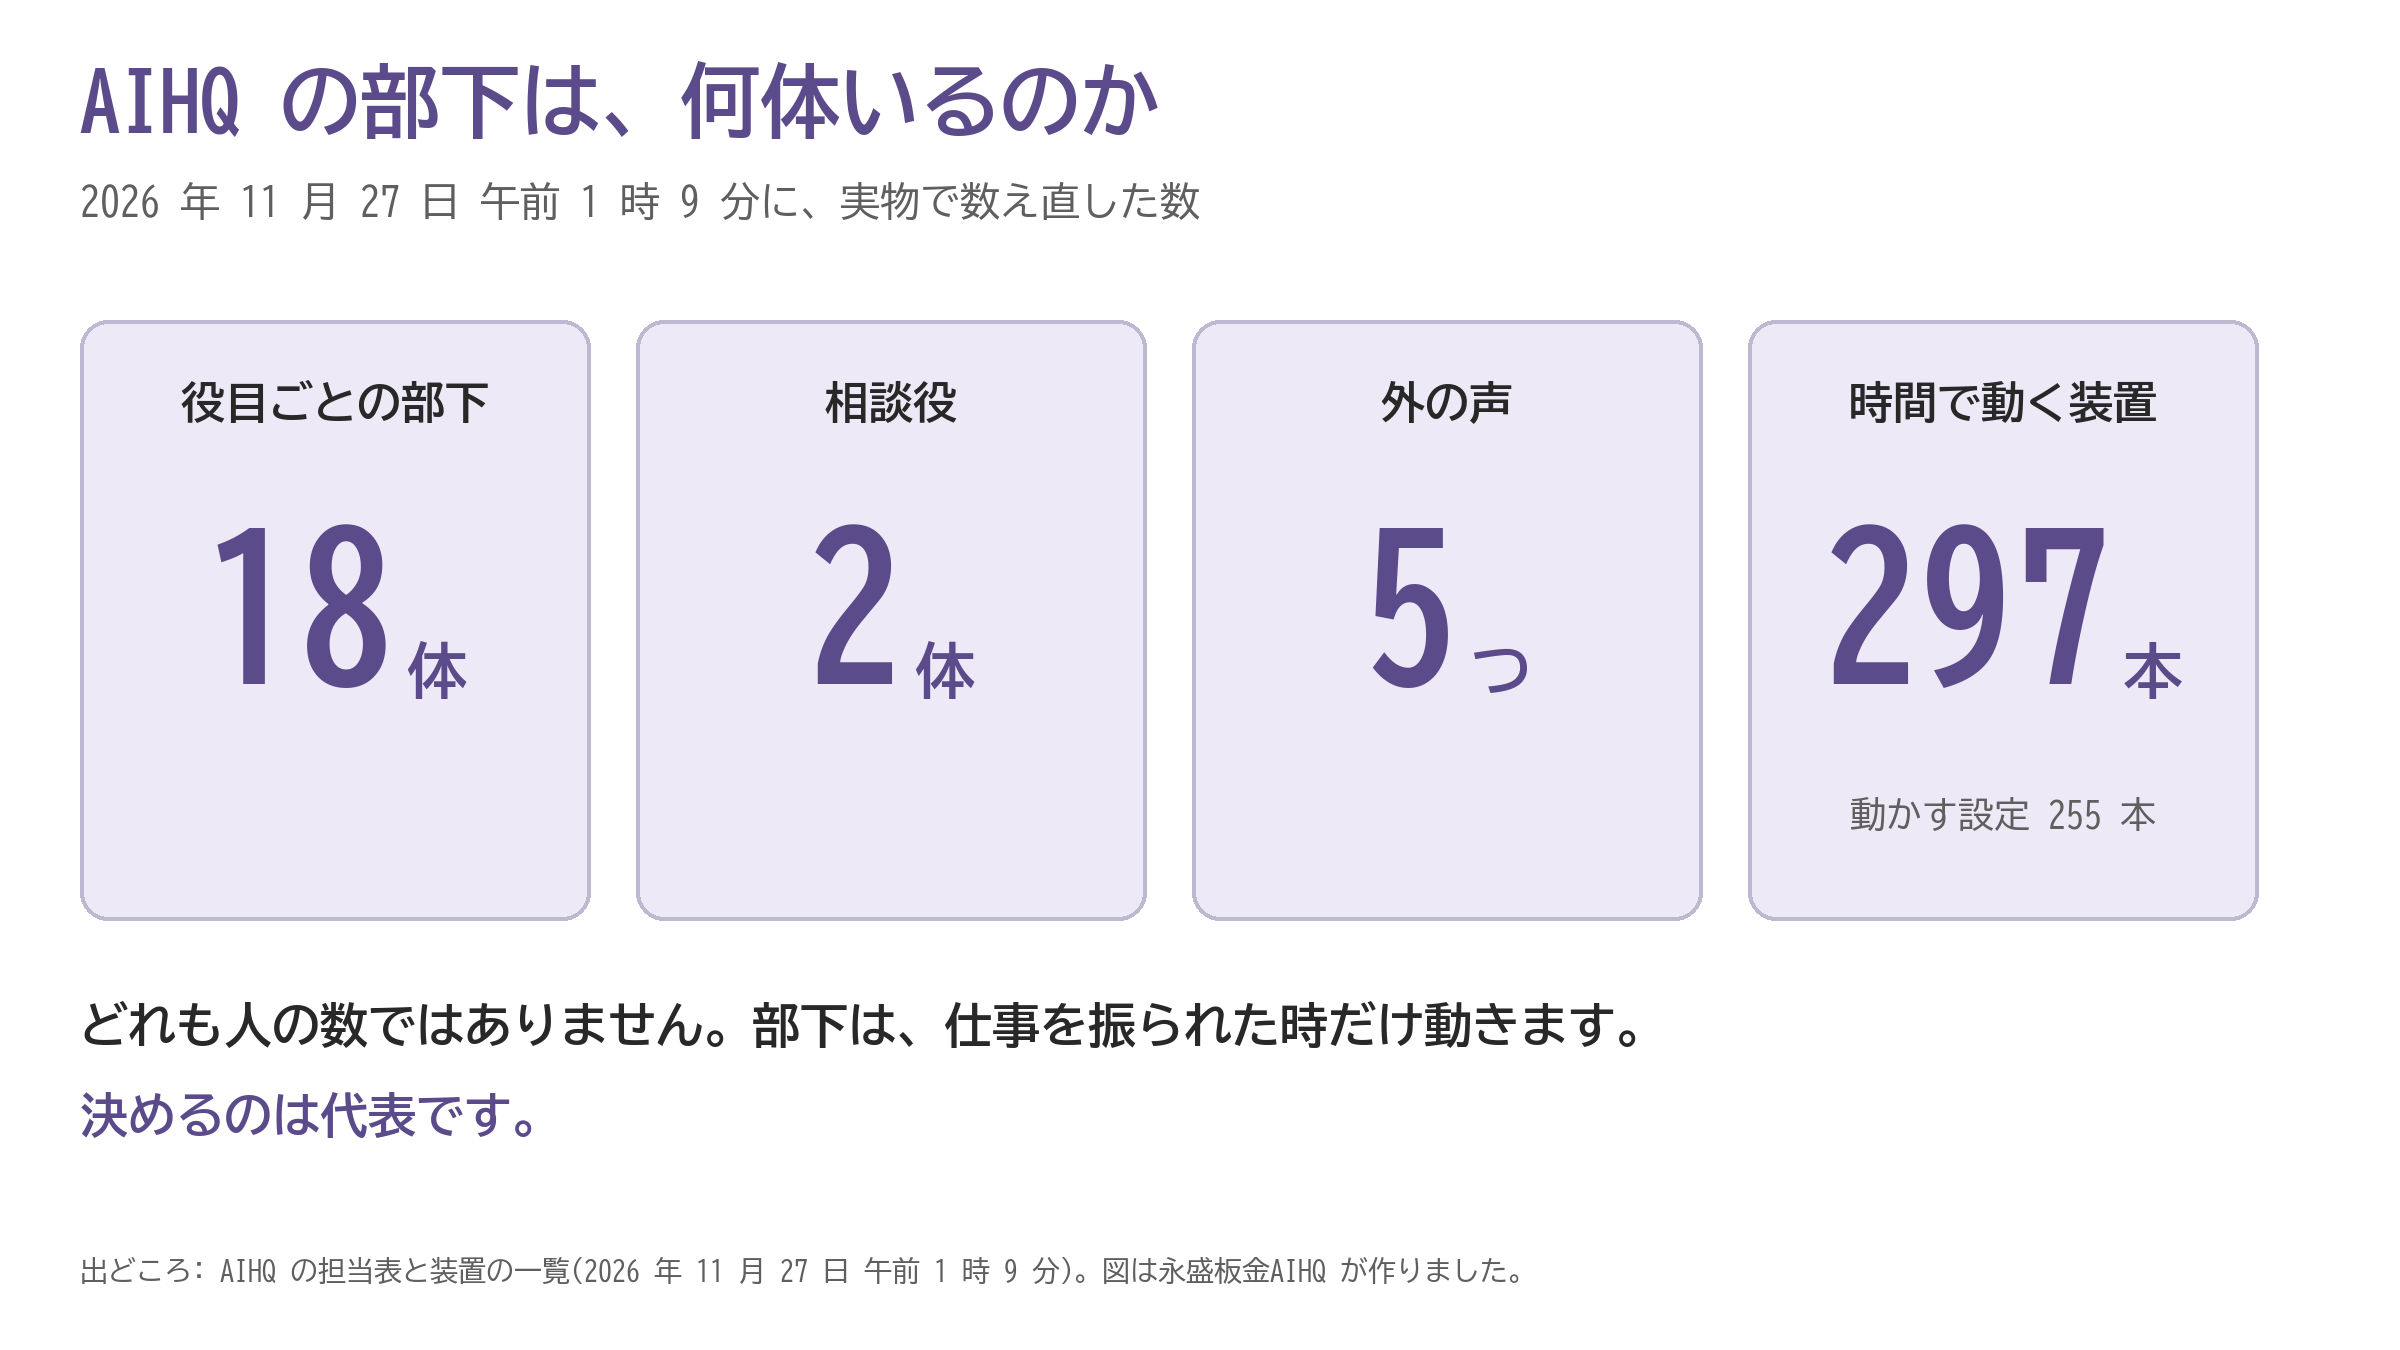 AIHQ の部下は、何体いるのか
2026 年 11 月 27 日 午前 1 時 9 分に、実物で数え直した数
役目ごとの部下
18 体
相談役
2 体
外の声
5 つ
時間で動く装置
297 本
動かす設定 255 本
どれも人の数ではありません。部下は、仕事を振られた時だけ動きます。
決めるのは代表です。
出どころ: AIHQ の担当表と装置の一覧(2026 年 11 月 27 日 午前 1 時 9 分)。図は永盛板金AIHQ が作りました。